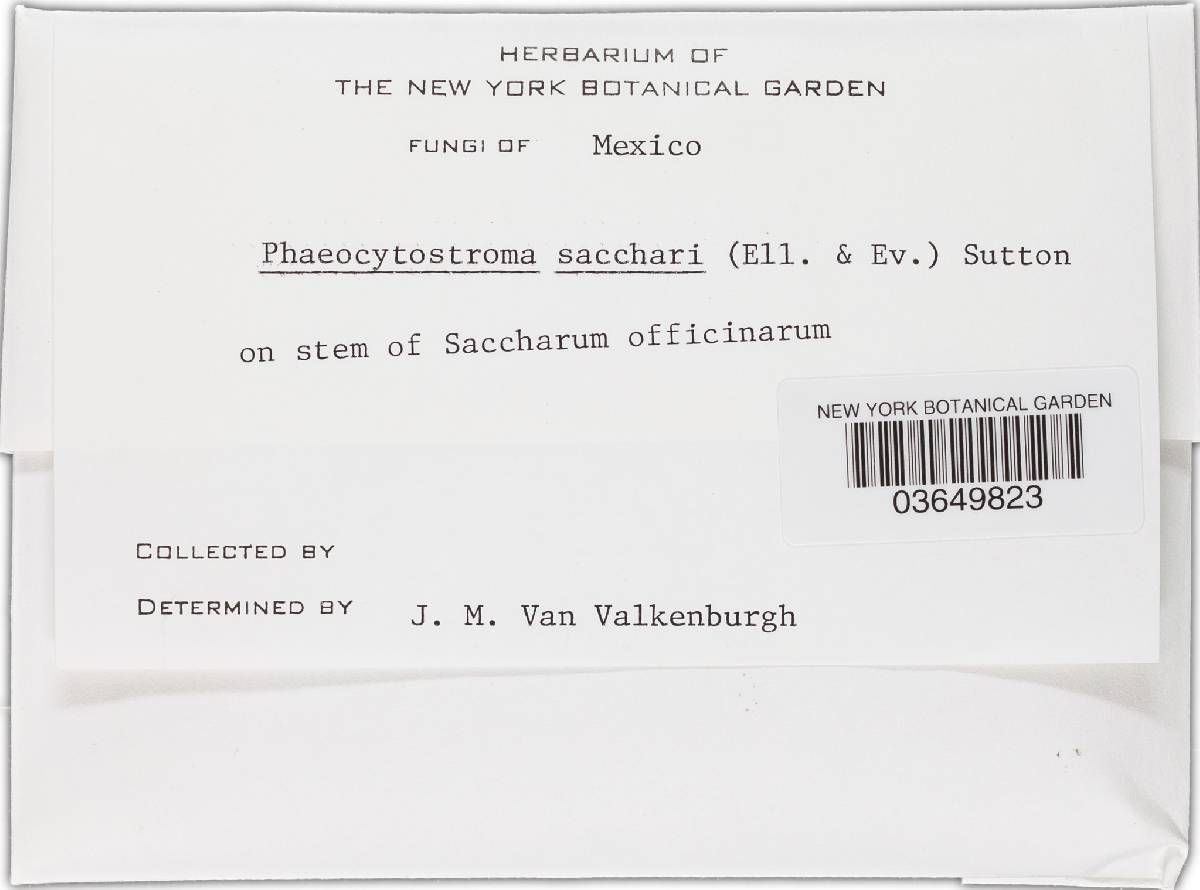 HERBARIUM OF
THE NEW YORK BOTANICAL GARDEN
FUNGI OF Mexico
Phaeocytostroma sacchari (Ell. & Ev.) Sutton
on stem of Saccharum officinarum
NEW YORK BOTANICAL GARDEN
03649823
COLLECTED BY
DETERMINED BY J. M. Van Valkenburgh